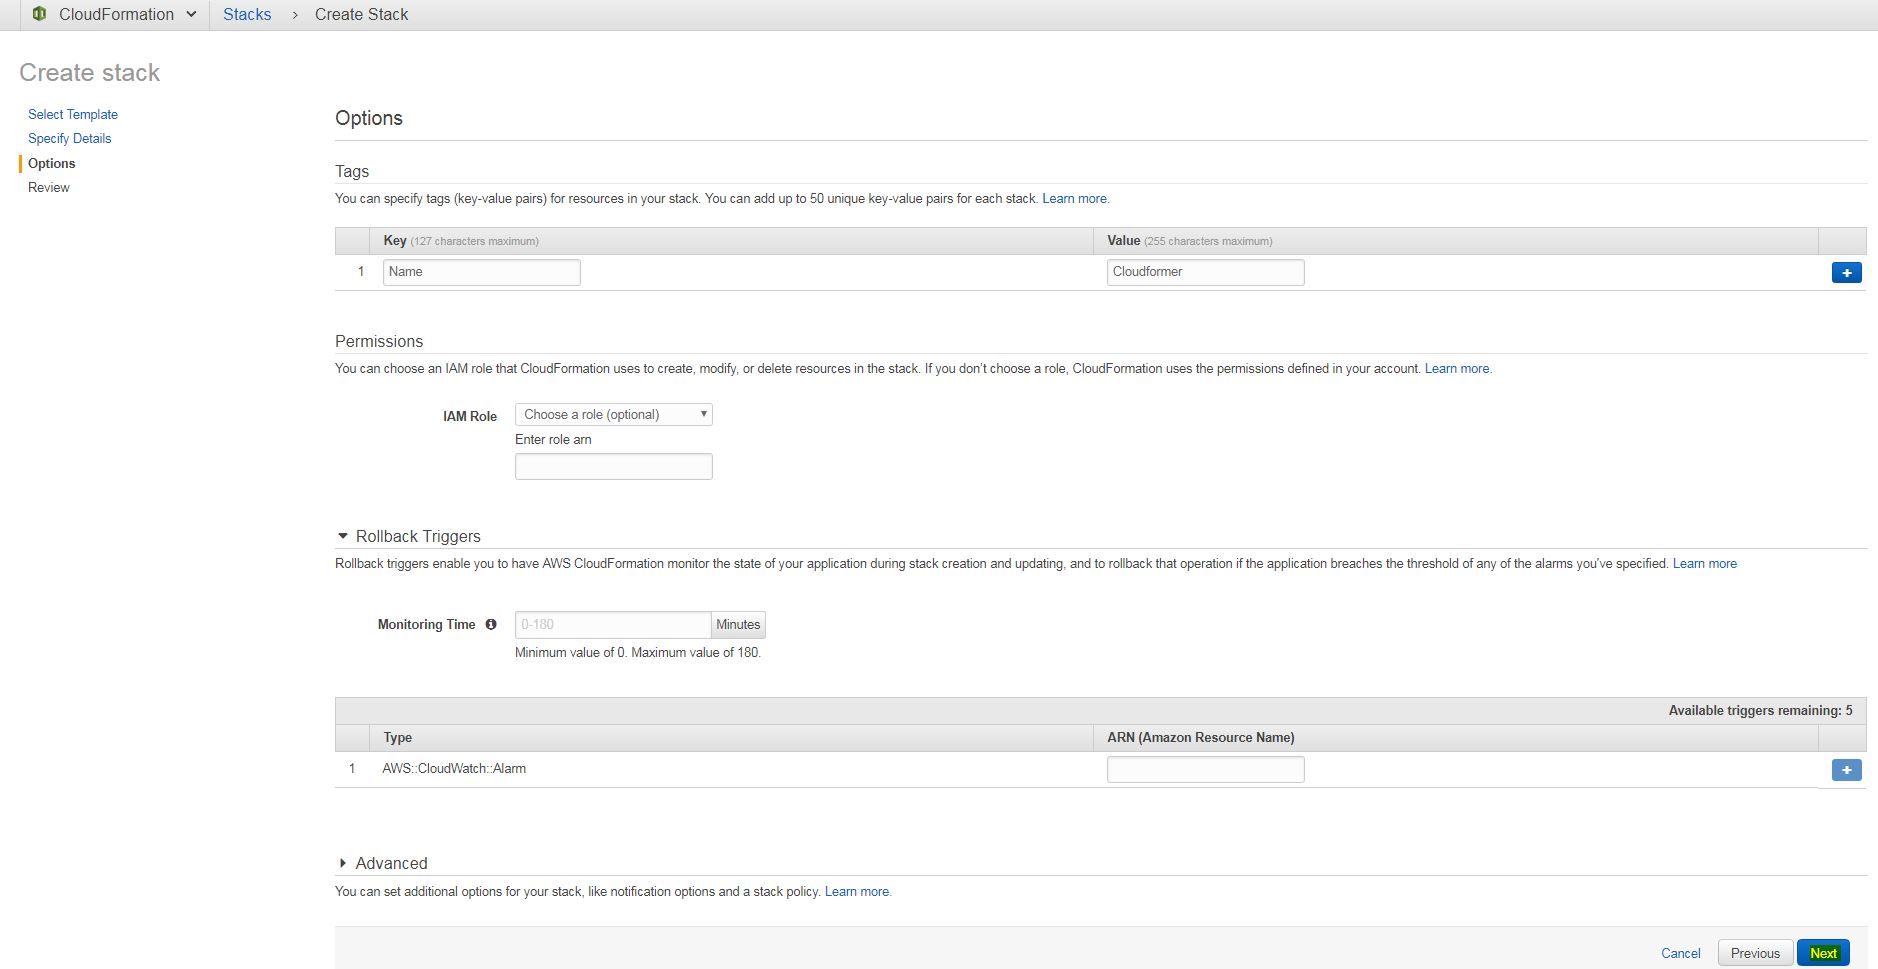 CloudFormation Stacks > Create Stack
Create stack
Select Template
Specify Details
Options
Review
Options
Tags
You can specify tags (key-value pairs) for resources in your stack. You can add up to 50 unique key-value pairs for each stack. Learn more.
Key (127 characters maximum) Value (255 characters maximum)
1 Name Cloudformer +
Permissions
You can choose an IAM role that CloudFormation uses to create, modify, or delete resources in the stack. If you don't choose a role, CloudFormation uses the permissions defined in your account. Learn more.
IAM Role Choose a role (optional)
Enter role arn
Rollback Triggers
Rollback triggers enable you to have AWS CloudFormation monitor the state of your application during stack creation and updating, and to rollback that operation if the application breaches the threshold of any of the alarms you've specified. Learn more
Monitoring Time 0-180 Minutes
Minimum value of 0. Maximum value of 180.
Available triggers remaining: 5
Type ARN (Amazon Resource Name)
1 AWS::CloudWatch::Alarm +
Advanced
You can set additional options for your stack, like notification options and a stack policy. Learn more.
Cancel Previous Next